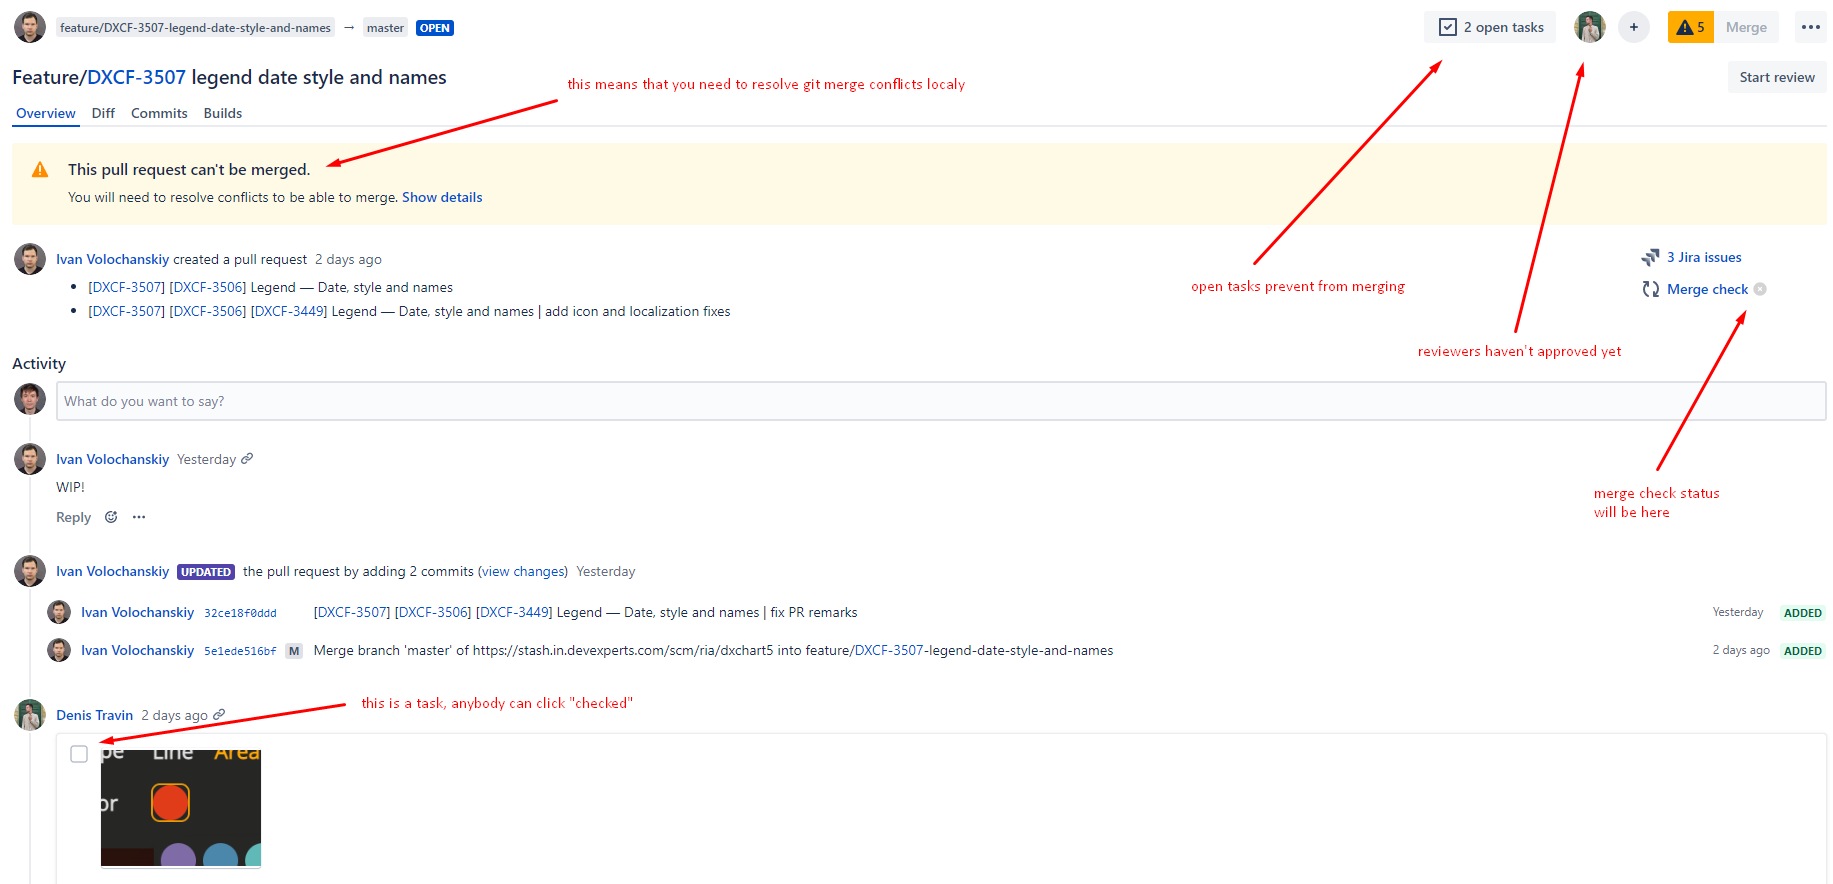 feature/DXCF-3507-legend-date-style-and-names → master OPEN
2 open tasks + 5 Merge
Feature/DXCF-3507 legend date style and names
Start review
this means that you need to resolve git merge conflicts localy
Overview Diff Commits Builds
This pull request can't be merged.
You will need to resolve conflicts to be able to merge. Show details
Ivan Volochanskiy created a pull request 2 days ago
3 Jira issues
• [DXCF-3507] [DXCF-3506] Legend — Date, style and names
open tasks prevent from merging
Merge check
• [DXCF-3507] [DXCF-3506] [DXCF-3449] Legend — Date, style and names | add icon and localization fixes
reviewers haven't approved yet
Activity
What do you want to say?
Ivan Volochanskiy Yesterday
WIP!
merge check status
will be here
Reply
Ivan Volochanskiy UPDATED the pull request by adding 2 commits (view changes) Yesterday
Ivan Volochanskiy 32ce18f0ddd [DXCF-3507] [DXCF-3506] [DXCF-3449] Legend — Date, style and names | fix PR remarks Yesterday ADDED
Ivan Volochanskiy 5e1ede516bf M Merge branch 'master' of https://stash.in.devexperts.com/scm/ria/dxchart5 into feature/DXCF-3507-legend-date-style-and-names 2 days ago ADDED
this is a task, anybody can click "checked"
Denis Travin 2 days ago
pe Line Area
or